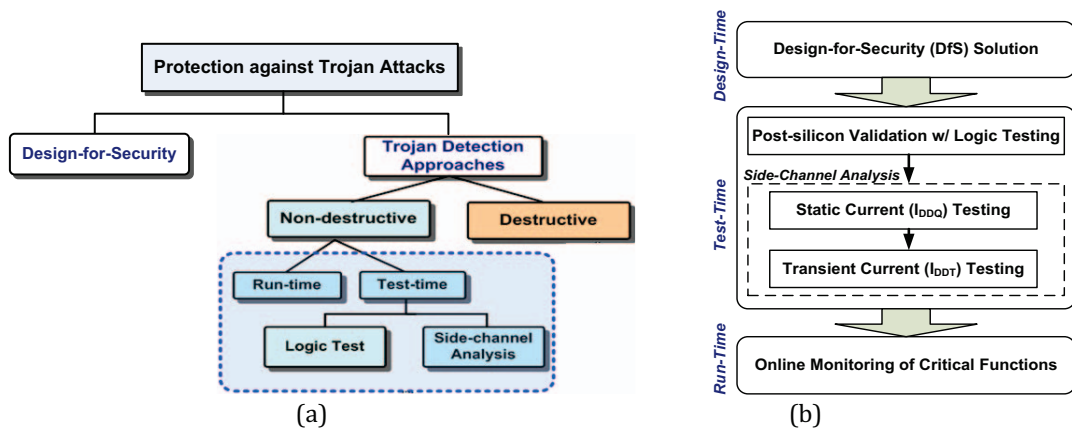 Protection against Trojan Attacks
Design-for-Security
Trojan Detection
Approaches
Non-destructive
Destructive
Run-time
Test-time
Logic Test
Side-channel
Analysis
(a)
Design-Time
Design-for-Security (DfS) Solution
Test-Time
Post-silicon Validation w/ Logic Testing
Side-Channel Analysis
Static Current (IDDQ) Testing
Transient Current (IDDT) Testing
Run-Time
Online Monitoring of Critical Functions
(b)